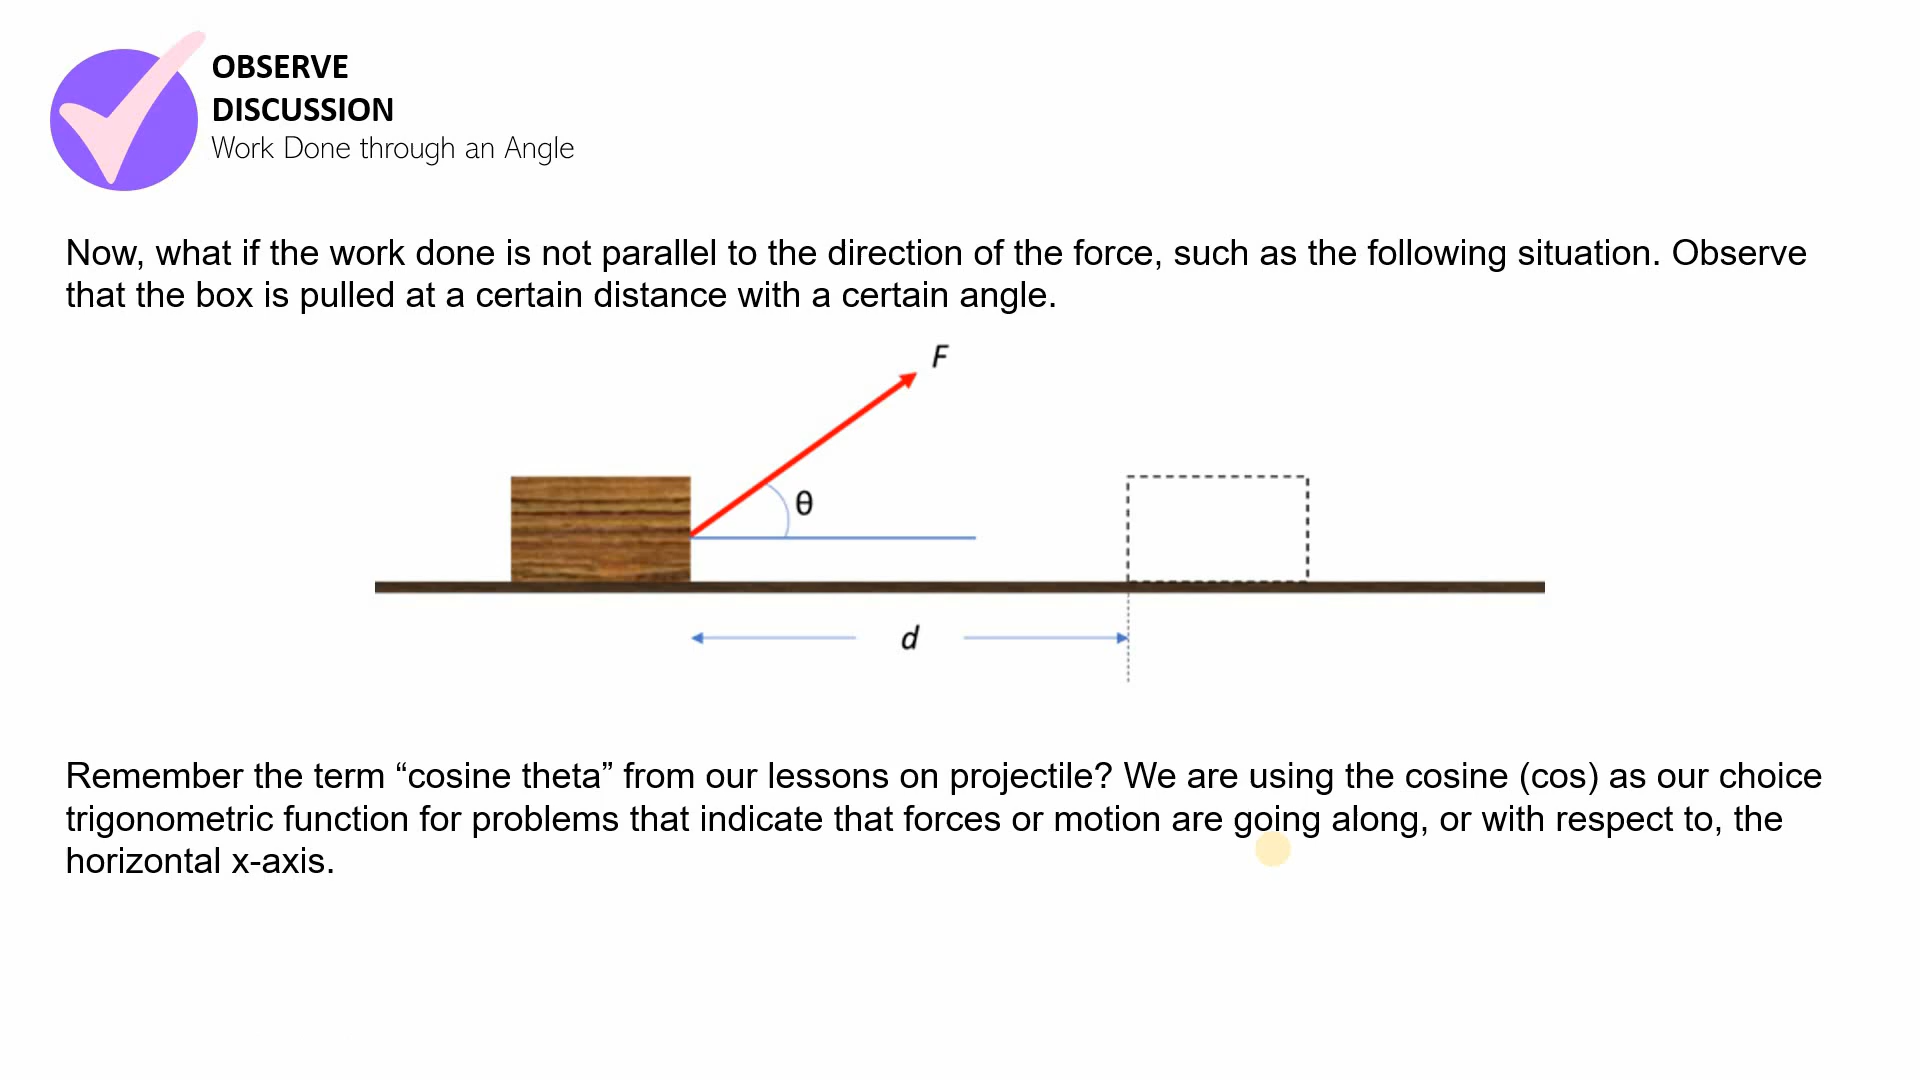 OBSERVE
DISCUSSION
Work Done through an Angle
Now, what if the work done is not parallel to the direction of the force, such as the following situation. Observe
that the box is pulled at a certain distance with a certain angle.
F
θ
d
Remember the term “cosine theta” from our lessons on projectile? We are using the cosine (cos) as our choice
trigonometric function for problems that indicate that forces or motion are going along, or with respect to, the
horizontal x-axis.